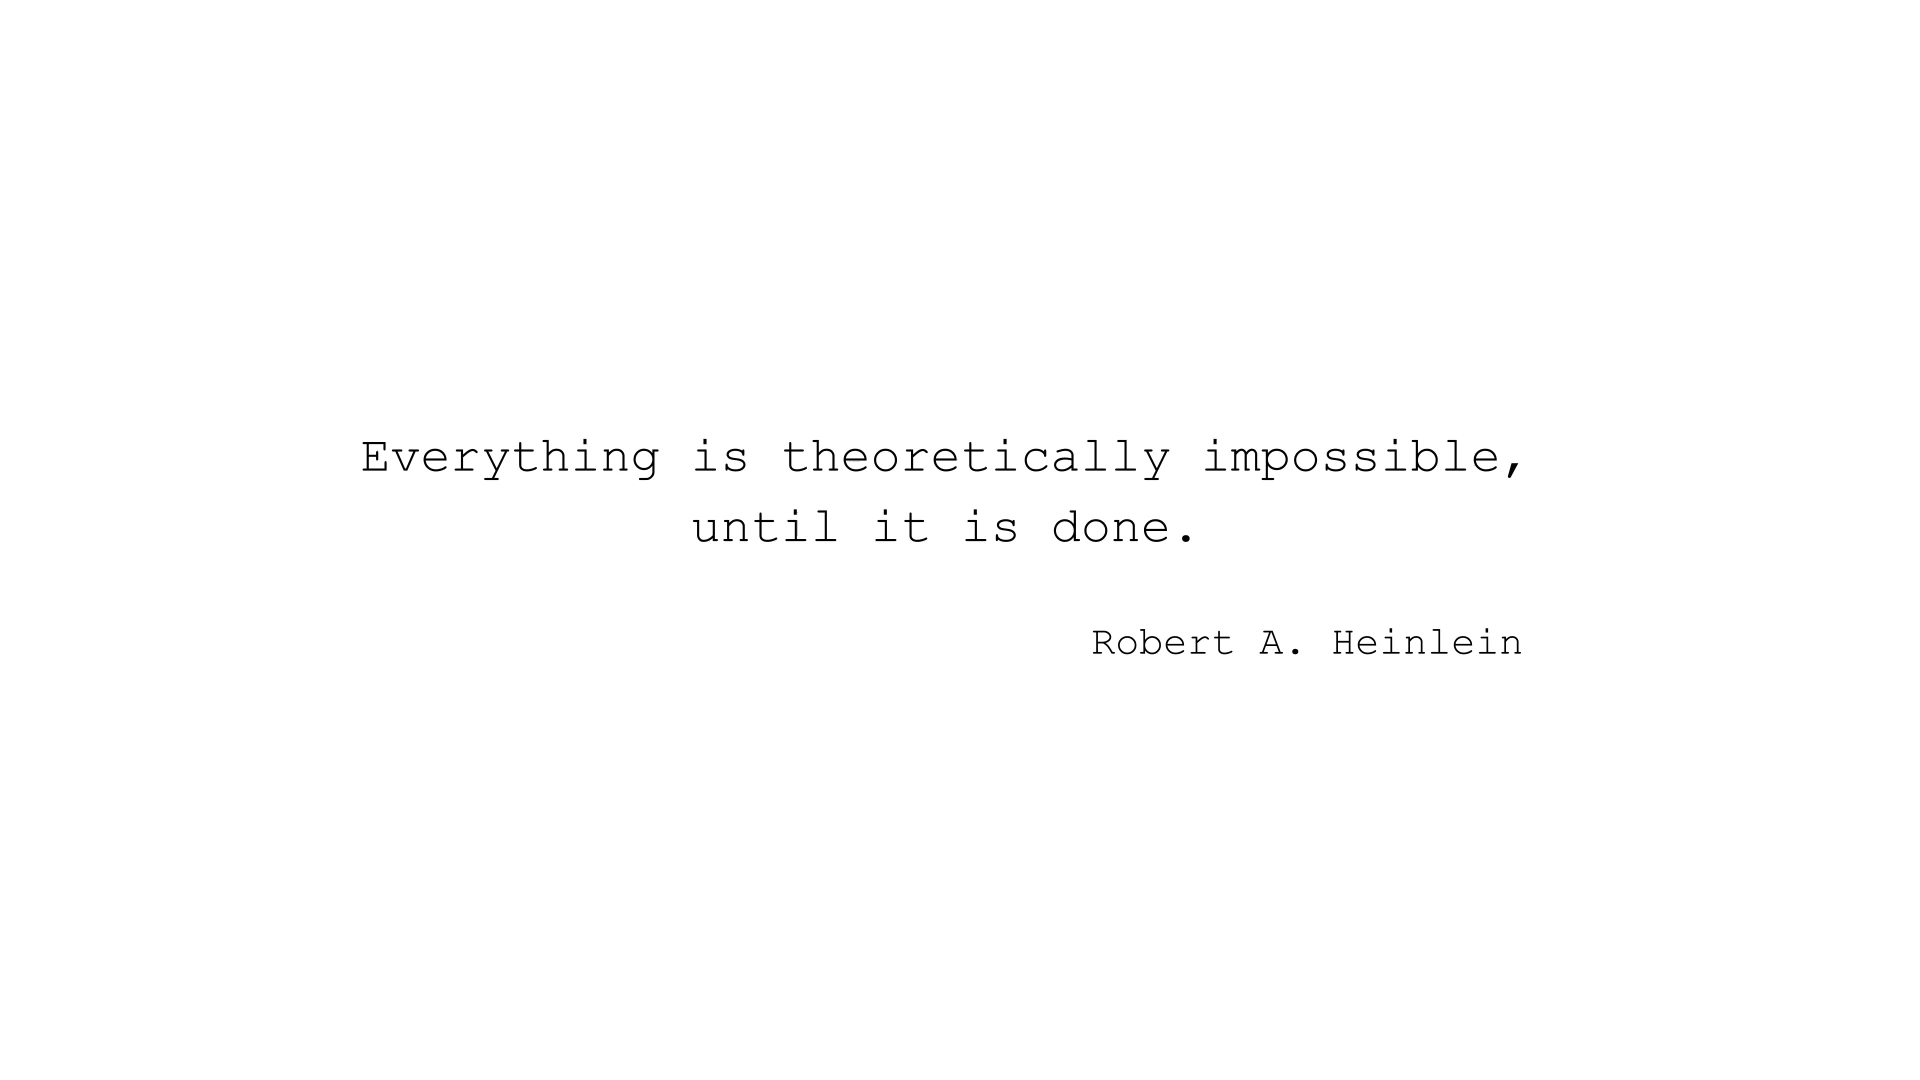 Everything is theoretically impossible,
until it is done.
Robert A. Heinlein